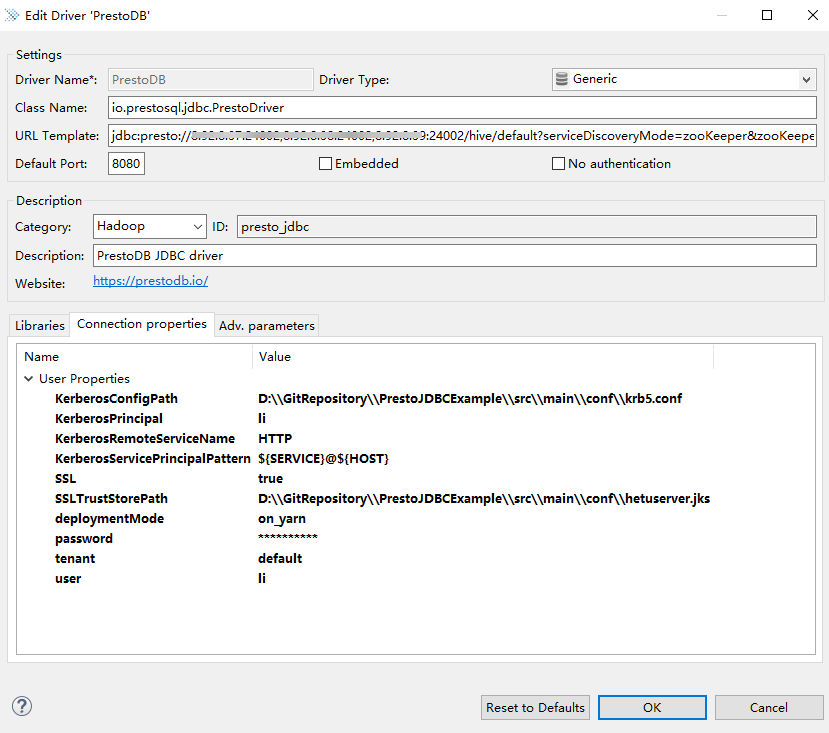 Edit Driver 'PrestoDB'
Settings
Driver Name*: PrestoDB Driver Type: Generic
Class Name: io.prestosql.jdbc.PrestoDriver
URL Template: jdbc:presto:// :24002/hive/default?serviceDiscoveryMode=zooKeeper&zooKeepe
Default Port: 8080 Embedded No authentication
Description
Category: Hadoop ID: presto_jdbc
Description: PrestoDB JDBC driver
Website: https://prestodb.io/
Libraries Connection properties Adv. parameters
Name Value
User Properties
KerberosConfigPath D:\\GitRepository\\PrestoJDBCExample\\src\\main\\conf\\krb5.conf
KerberosPrincipal li
KerberosRemoteServiceName HTTP
KerberosServicePrincipalPattern ${SERVICE}@${HOST}
SSL true
SSLTrustStorePath D:\\GitRepository\\PrestoJDBCExample\\src\\main\\conf\\hetuserver.jks
deploymentMode on_yarn
password **********
tenant default
user li
? Reset to Defaults OK Cancel